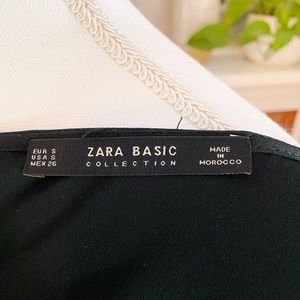 EUR S
USA S
MEX 26
ZARA BASIC
COLLECTION
MADE
IN
MOROCCO